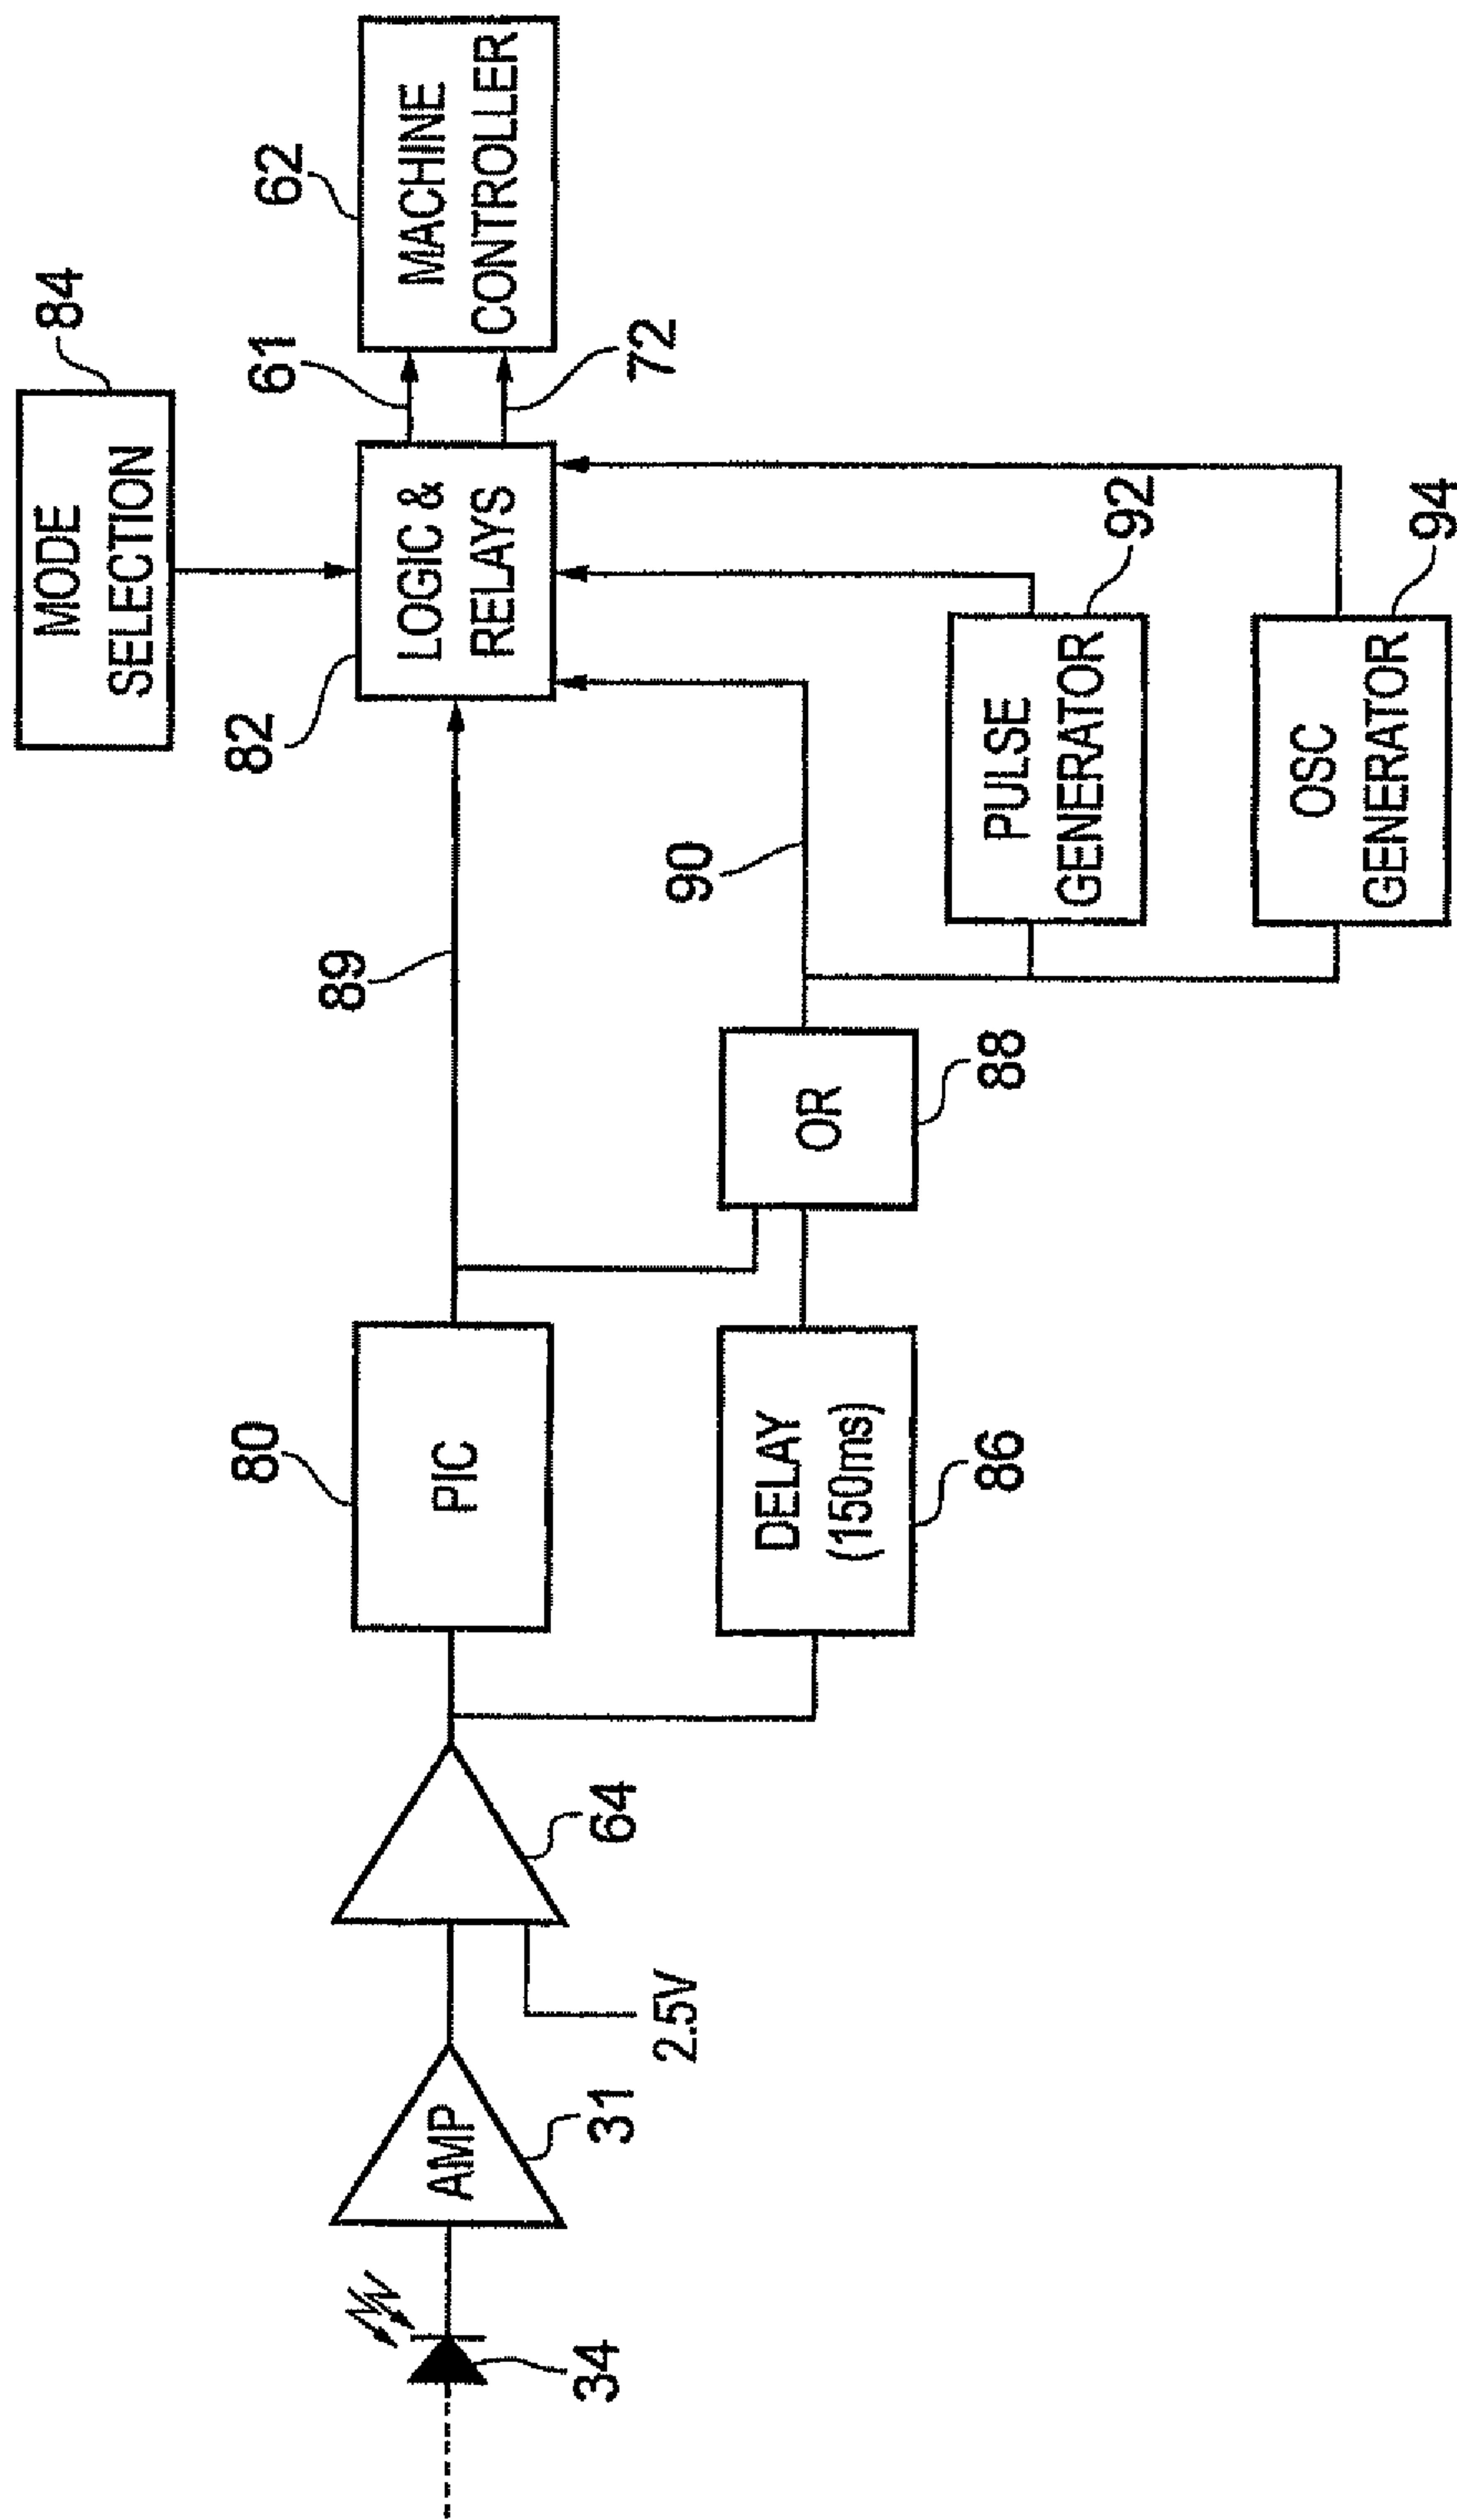 MODE
SELECTION
84
62
61
MACHINE
CONTROLLER
82
LOGIC &
RELAYS
72
89
80
PIC
90
92
PULSE
GENERATOR
94
OSC
GENERATOR
OR
88
DELAY
(150ms)
86
64
2.5V
AMP
31
34